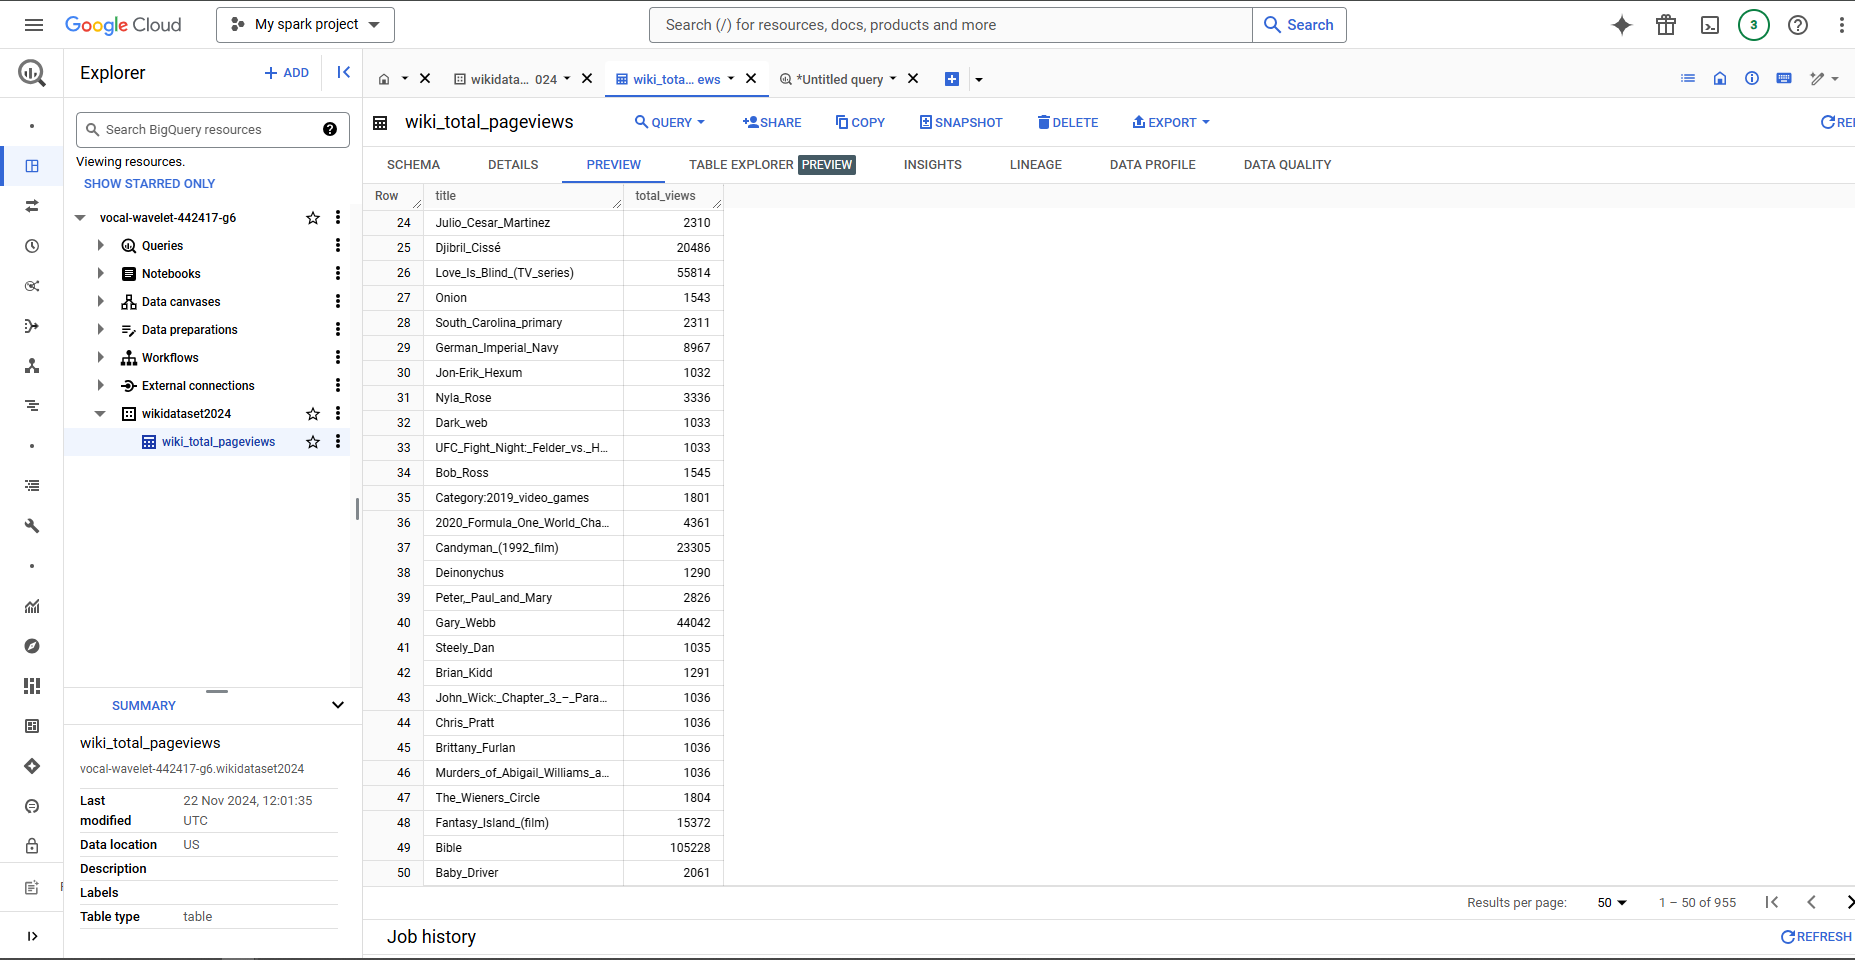 Google Cloud
My spark project
Search (/) for resources, docs, products and more
Search
3
Explorer
ADD
wikidata... 024
wiki_tota... ews
*Untitled query
Search BigQuery resources
Viewing resources.
SHOW STARRED ONLY
vocal-wavelet-442417-g6
Queries
Notebooks
Data canvases
Data preparations
Workflows
External connections
wikidataset2024
wiki_total_pageviews
SUMMARY
wiki_total_pageviews
vocal-wavelet-442417-g6.wikidataset2024
Last modified 22 Nov 2024, 12:01:35 UTC
Data location US
Description
Labels
Table type table
wiki_total_pageviews
QUERY SHARE COPY SNAPSHOT DELETE EXPORT
SCHEMA DETAILS PREVIEW TABLE EXPLORER PREVIEW INSIGHTS LINEAGE DATA PROFILE DATA QUALITY
Row title total_views
24 Julio_Cesar_Martinez 2310
25 Djibril_Cissé 20486
26 Love_Is_Blind_(TV_series) 55814
27 Onion 1543
28 South_Carolina_primary 2311
29 German_Imperial_Navy 8967
30 Jon-Erik_Hexum 1032
31 Nyla_Rose 3336
32 Dark_web 1033
33 UFC_Fight_Night:_Felder_vs._H... 1033
34 Bob_Ross 1545
35 Category:2019_video_games 1801
36 2020_Formula_One_World_Cha... 4361
37 Candyman_(1992_film) 23305
38 Deinonychus 1290
39 Peter,_Paul_and_Mary 2826
40 Gary_Webb 44042
41 Steely_Dan 1035
42 Brian_Kidd 1291
43 John_Wick:_Chapter_3_–_Para... 1036
44 Chris_Pratt 1036
45 Brittany_Furlan 1036
46 Murders_of_Abigail_Williams_a... 1036
47 The_Wieners_Circle 1804
48 Fantasy_Island_(film) 15372
49 Bible 105228
50 Baby_Driver 2061
Results per page: 50 1 – 50 of 955
Job history
REFRESH